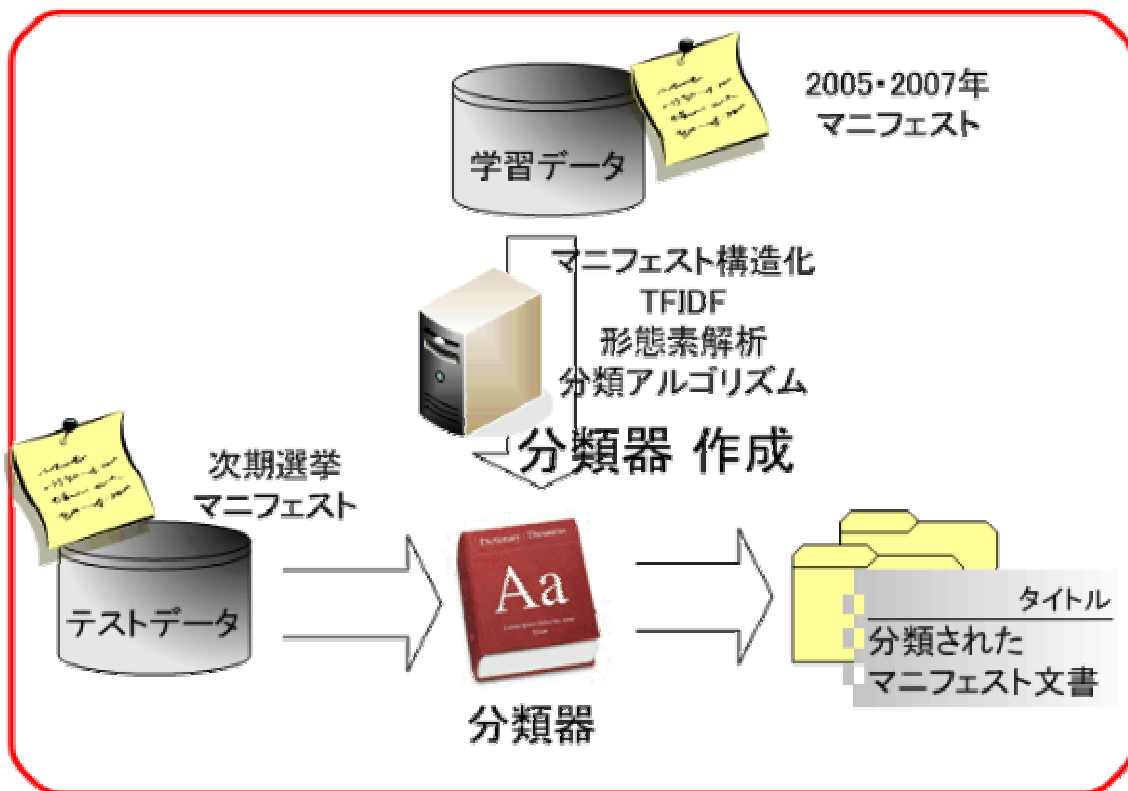 2005・2007年
マニフェスト
学習データ
マニフェスト構造化
TFIDF
形態素解析
分類アルゴリズム
分類器 作成
次期選挙
マニフェスト
テストデータ
Dictionary Thesaurus
Aa
分類器
タイトル
分類された
マニフェスト文書